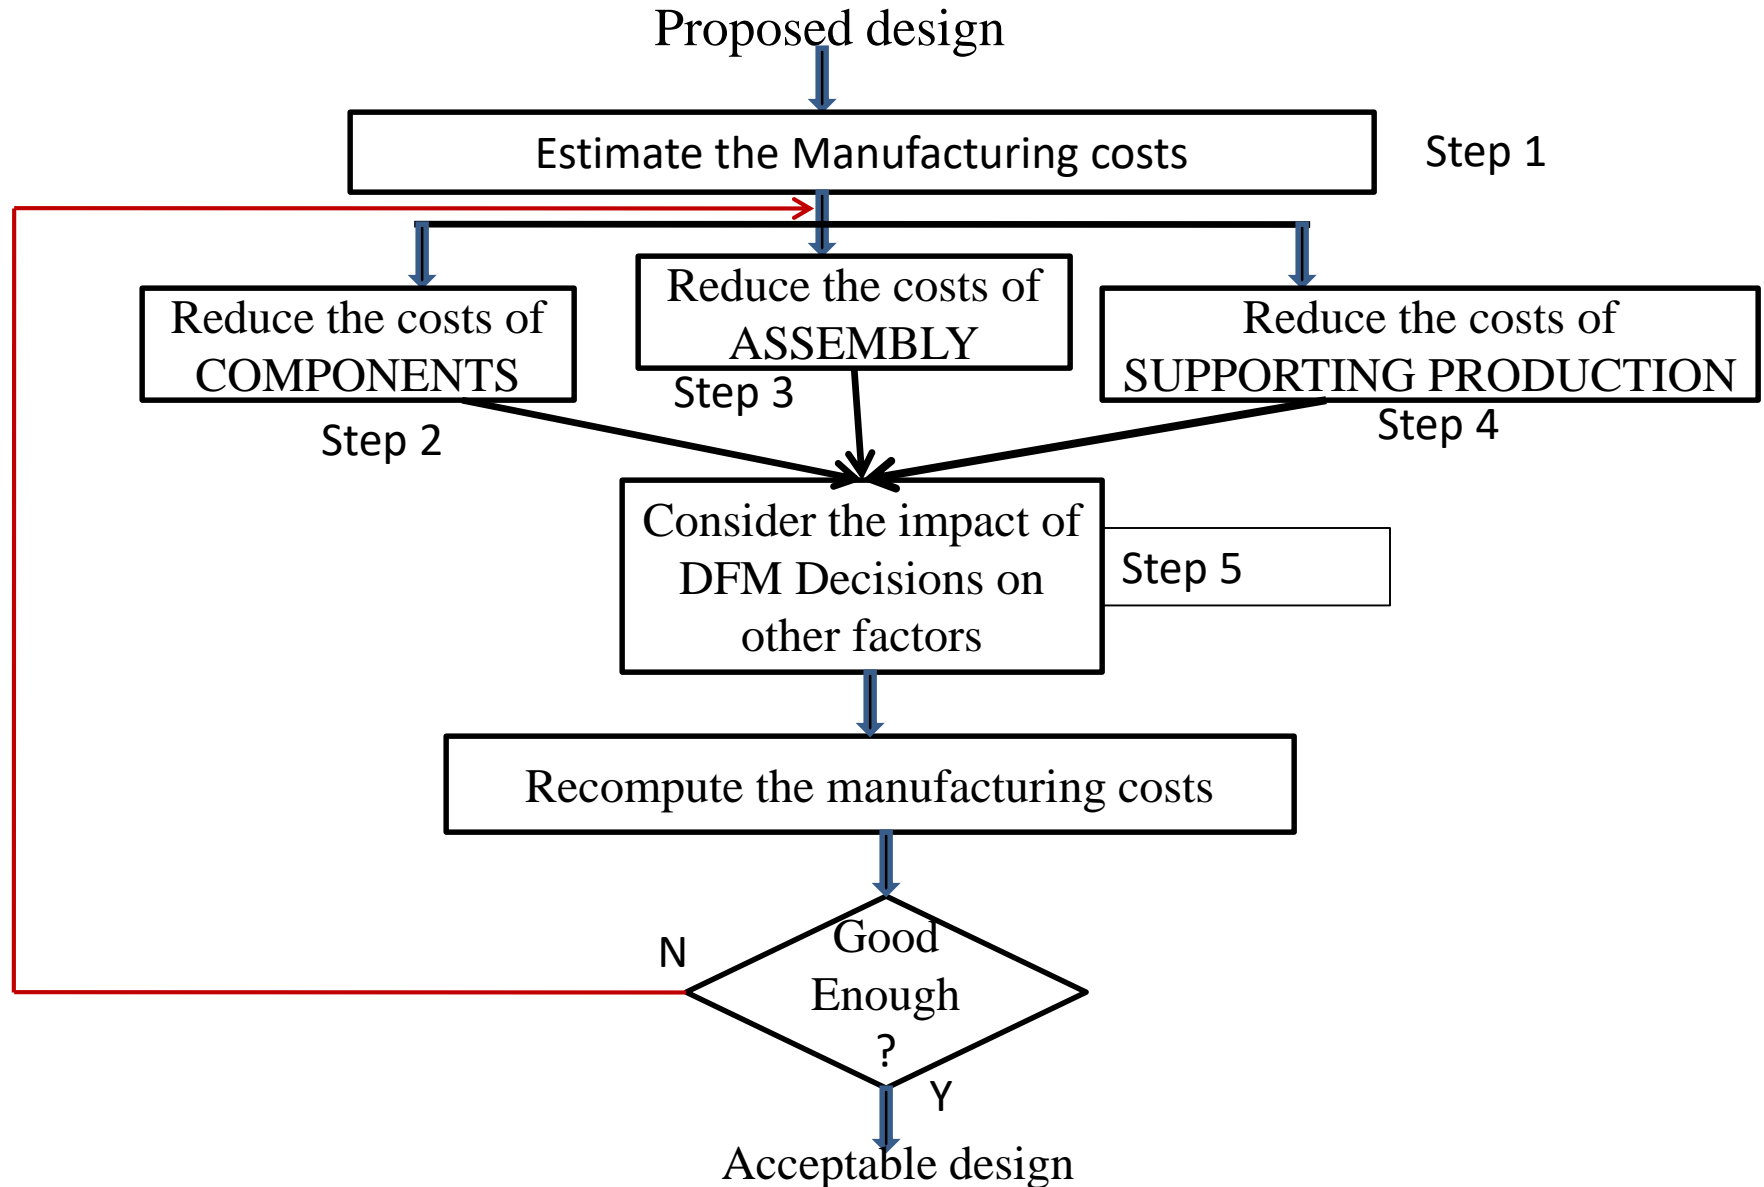 Proposed design
Estimate the Manufacturing costs
Step 1
Reduce the costs of
COMPONENTS
Step 2
Reduce the costs of
ASSEMBLY
Step 3
Reduce the costs of
SUPPORTING PRODUCTION
Step 4
Consider the impact of
DFM Decisions on
other factors
Step 5
Recompute the manufacturing costs
Good
Enough
?
N
Y
Acceptable design